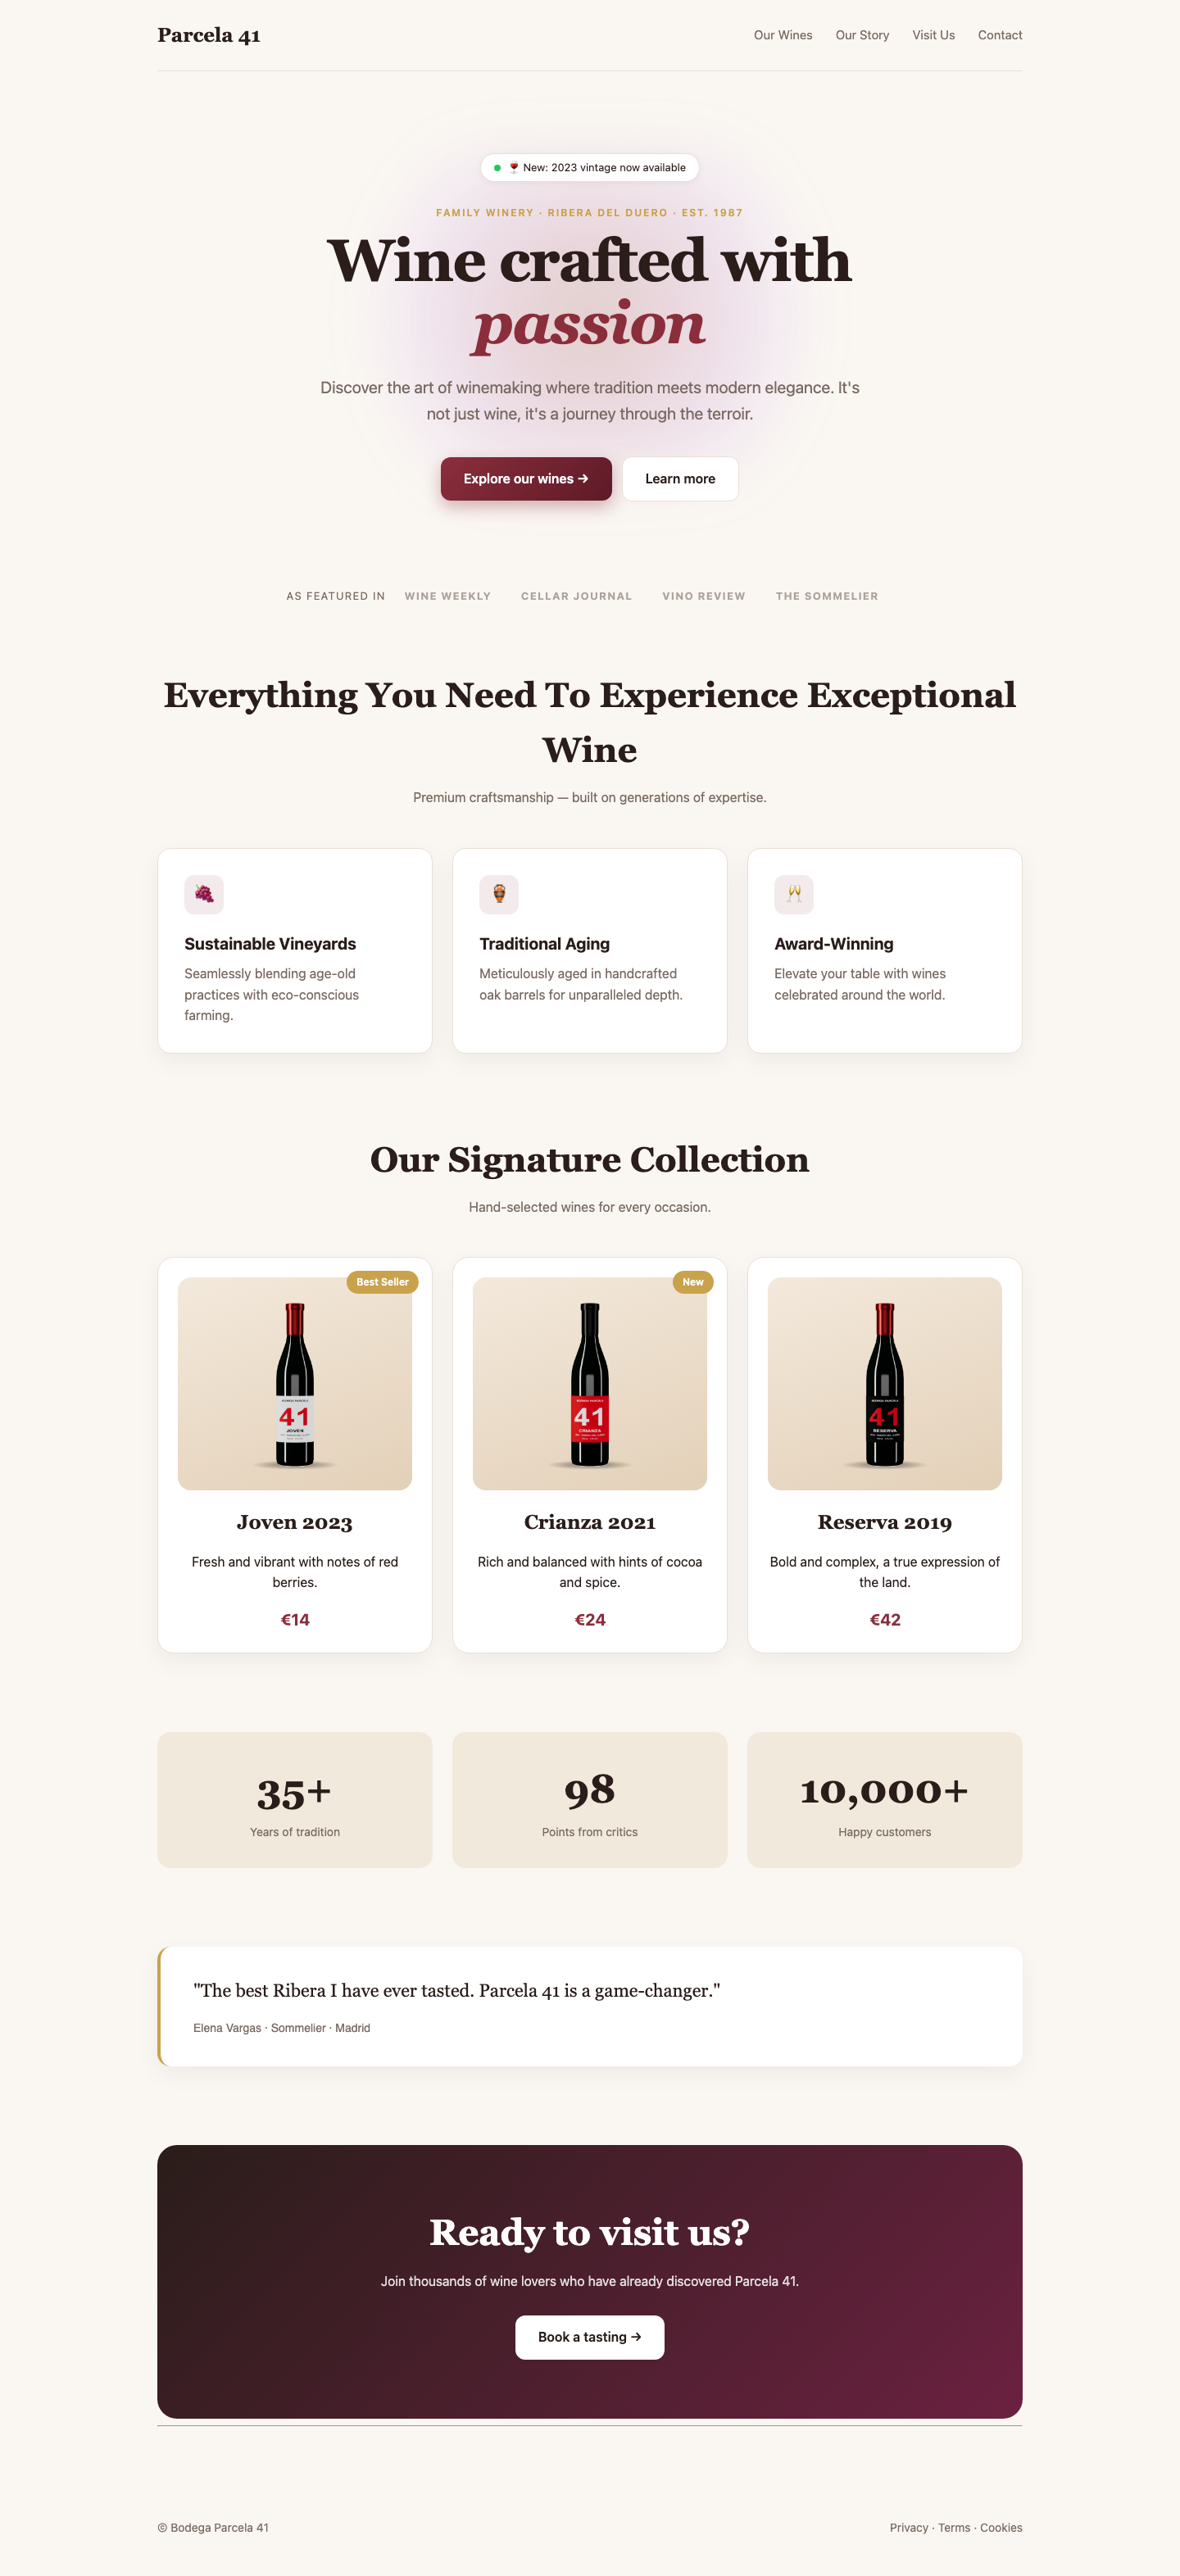 Parcela 41
Our Wines
Our Story
Visit Us
Contact
🍷 New: 2023 vintage now available
FAMILY WINERY · RIBERA DEL DUERO · EST. 1987
Wine crafted with
passion
Discover the art of winemaking where tradition meets modern elegance. It's
not just wine, it's a journey through the terroir.
Explore our wines →
Learn more
AS FEATURED IN
WINE WEEKLY
CELLAR JOURNAL
VINO REVIEW
THE SOMMELIER
Everything You Need To Experience Exceptional
Wine
Premium craftsmanship — built on generations of expertise.
Sustainable Vineyards
Seamlessly blending age-old
practices with eco-conscious
farming.
Traditional Aging
Meticulously aged in handcrafted
oak barrels for unparalleled depth.
Award-Winning
Elevate your table with wines
celebrated around the world.
Our Signature Collection
Hand-selected wines for every occasion.
Best Seller
BODEGA PARCELA
41
JOVEN
Joven 2023
Fresh and vibrant with notes of red
berries.
€14
New
BODEGA PARCELA
41
CRIANZA
Crianza 2021
Rich and balanced with hints of cocoa
and spice.
€24
BODEGA PARCELA
41
RESERVA
Reserva 2019
Bold and complex, a true expression of
the land.
€42
35+
Years of tradition
98
Points from critics
10,000+
Happy customers
"The best Ribera I have ever tasted. Parcela 41 is a game-changer."
Elena Vargas · Sommelier · Madrid
Ready to visit us?
Join thousands of wine lovers who have already discovered Parcela 41.
Book a tasting →
© Bodega Parcela 41
Privacy · Terms · Cookies